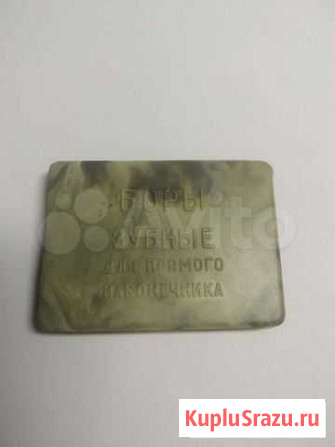 БОРЫ
ЗУБНЫЕ
ДЛЯ ПРЯМОГО
НАКОНЕЧНИКА
Avito
KupluSrazu.ru